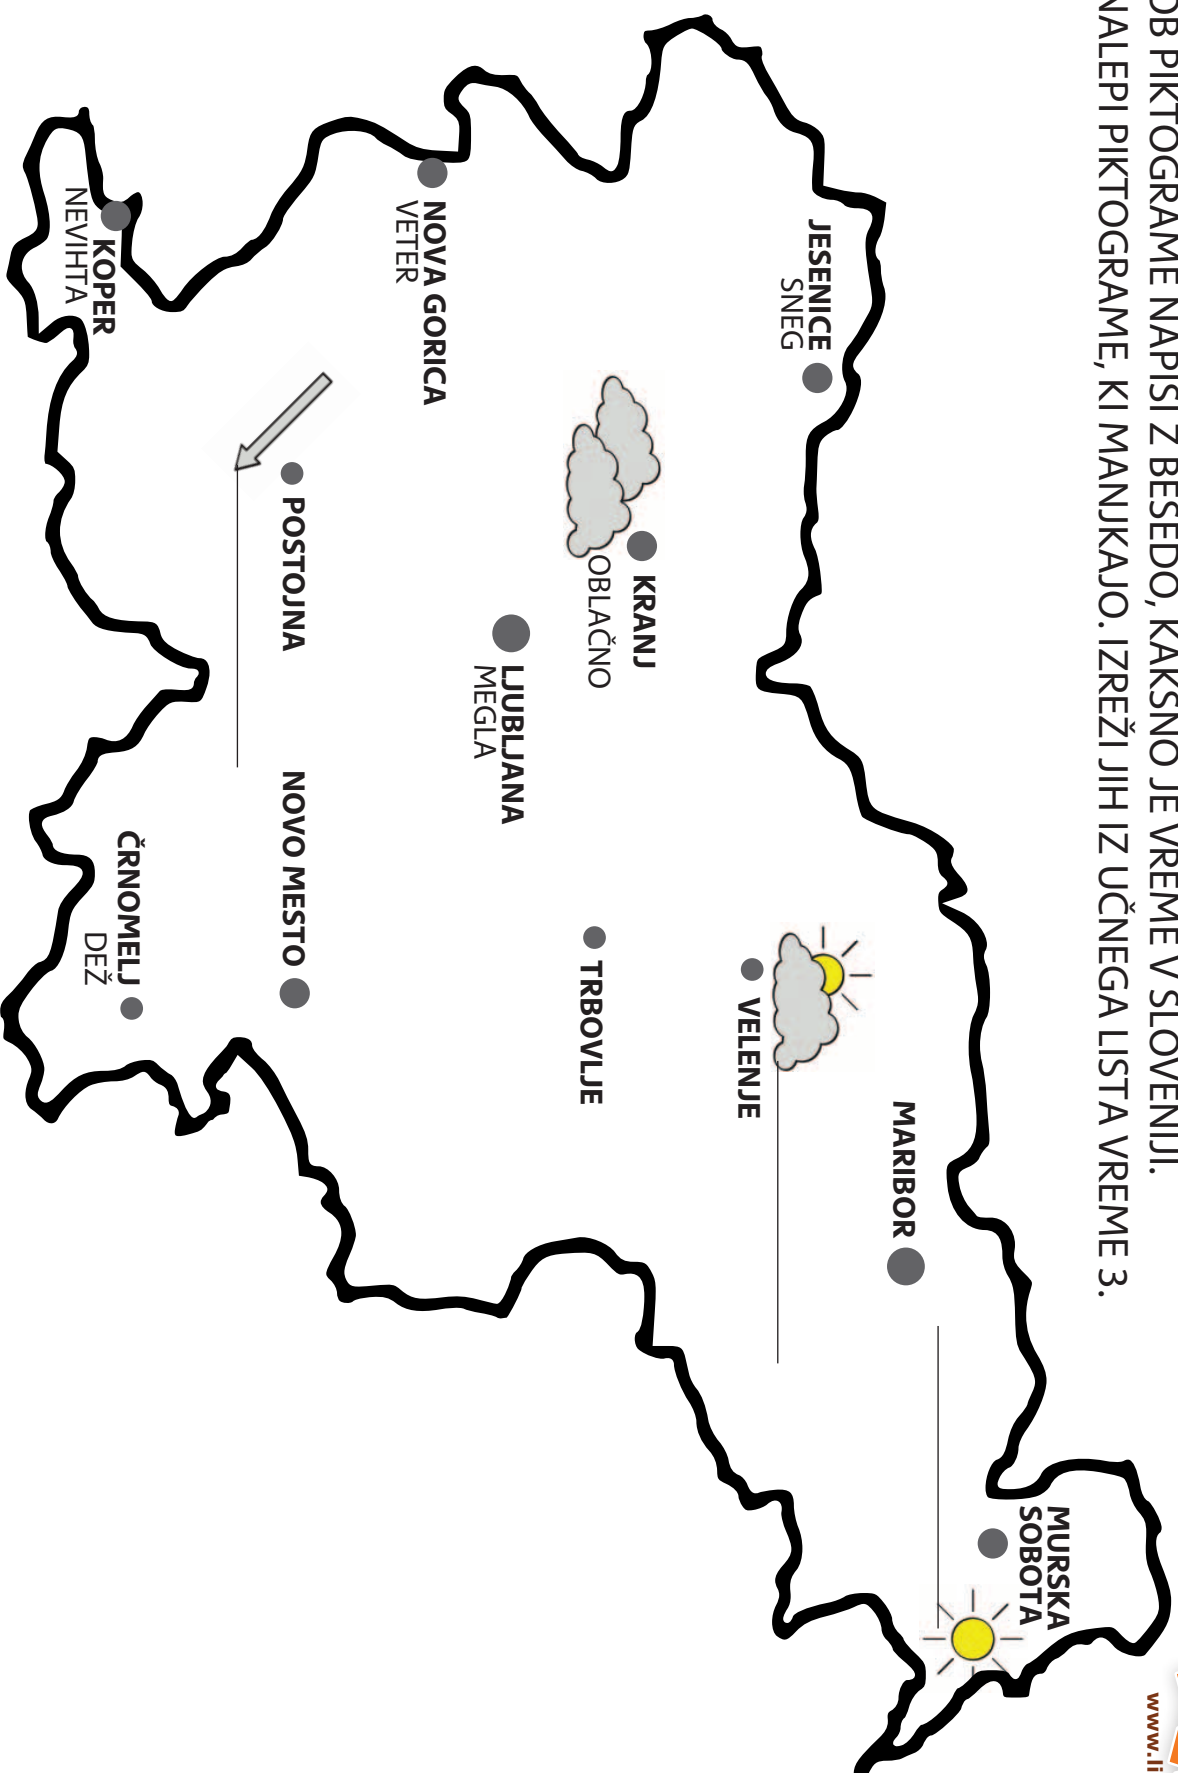 OB PIKTOGRAME NAPIŠI Z BESEDO, KAKŠNO JE VREME V SLOVENIJI.
NALEPI PIKTOGRAME, KI MANJKAJO. IZREŽI JIH IZ UČNEGA LISTA VREME 3.
www.li
MURSKA
SOBOTA
MARIBOR
JESENICE
SNEG
VELENJE
KRANJ
OBLAČNO
TRBOVLJE
LJUBLJANA
MEGLA
NOVA GORICA
VETER
POSTOJNA
NOVO MESTO
ČRNOMELJ
DEŽ
KOPER
NEVIHTA